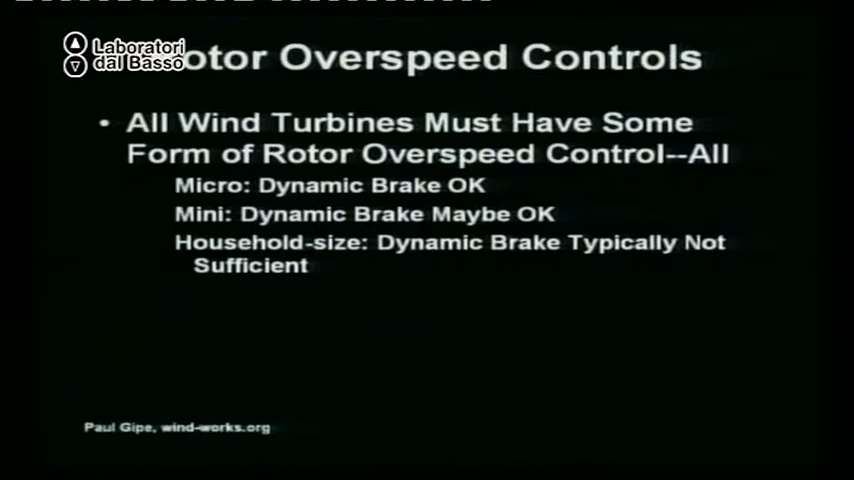 Laboratori
dal Basso
otor Overspeed Controls
• All Wind Turbines Must Have Some
Form of Rotor Overspeed Control--All
Micro: Dynamic Brake OK
Mini: Dynamic Brake Maybe OK
Household-size: Dynamic Brake Typically Not
Sufficient
Paul Gipe, wind-works.org